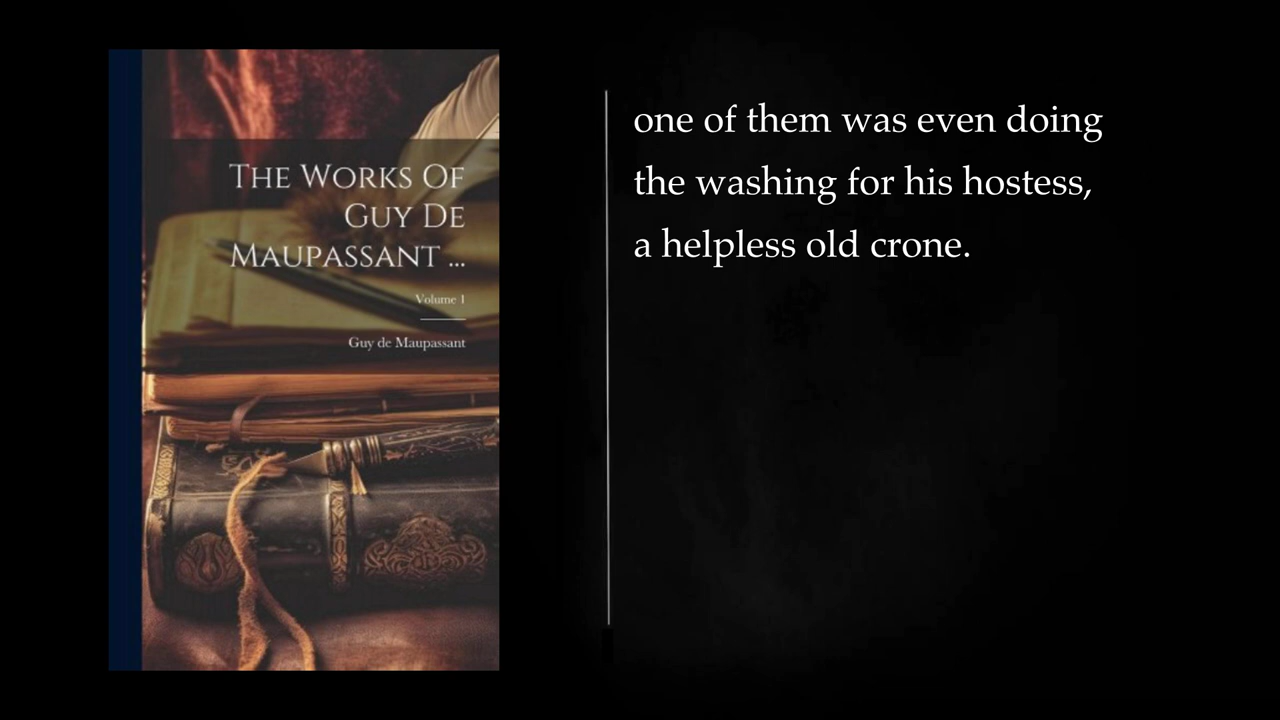 The Works Of
Guy De
Maupassant ...
Volume 1
Guy de Maupassant
one of them was even doing
the washing for his hostess,
a helpless old crone.